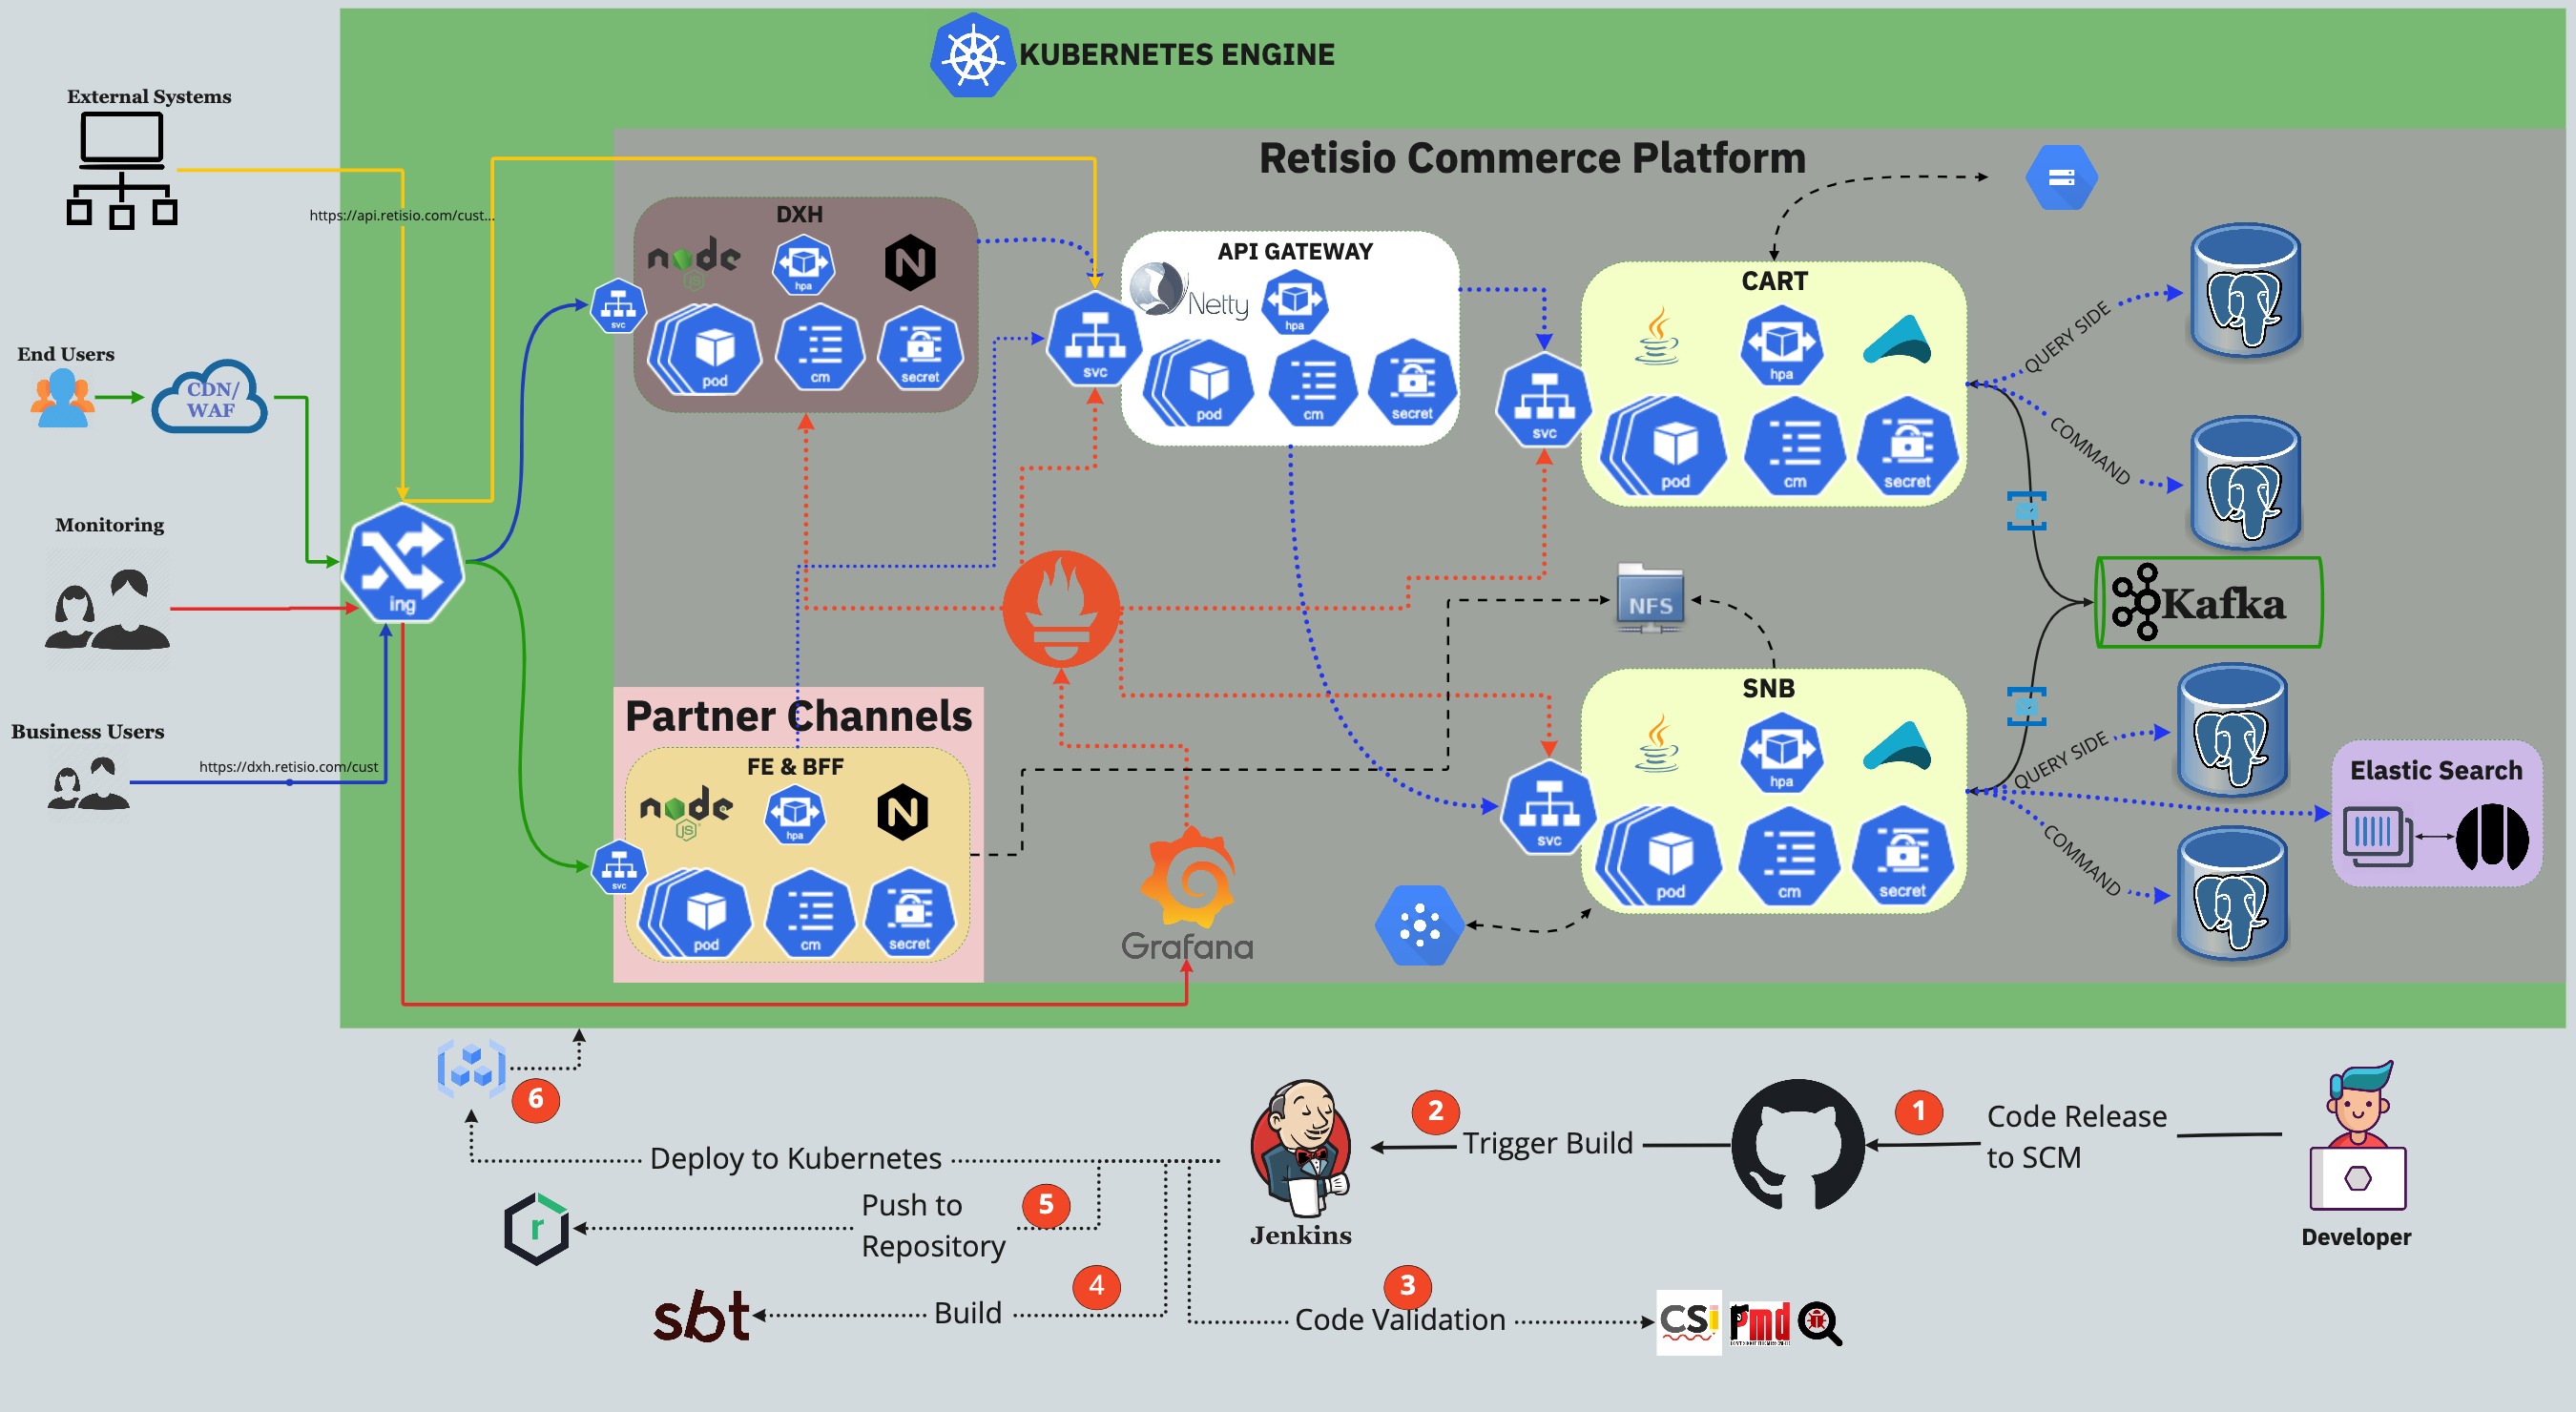 KUBERNETES ENGINE
External Systems
Retisio Commerce Platform
https://api.retisio.com/cust...
DXH
node
JS
hpa
N
svc
pod
cm
secret
API GATEWAY
Netty
hpa
svc
pod
cm
secret
CART
hpa
svc
pod
cm
secret
QUERY SIDE
COMMAND
End Users
CDN/
WAF
Monitoring
ing
NFS
Kafka
Business Users
https://dxh.retisio.com/cust
Partner Channels
FE & BFF
node
JS
hpa
N
svc
pod
cm
secret
Grafana
SNB
hpa
svc
pod
cm
secret
QUERY SIDE
COMMAND
Elastic Search
6
Deploy to Kubernetes
r
Push to
Repository
5
sbt
Build
4
Jenkins
2
Trigger Build
1
Code Release
to SCM
Developer
3
Code Validation
CSi
pmd